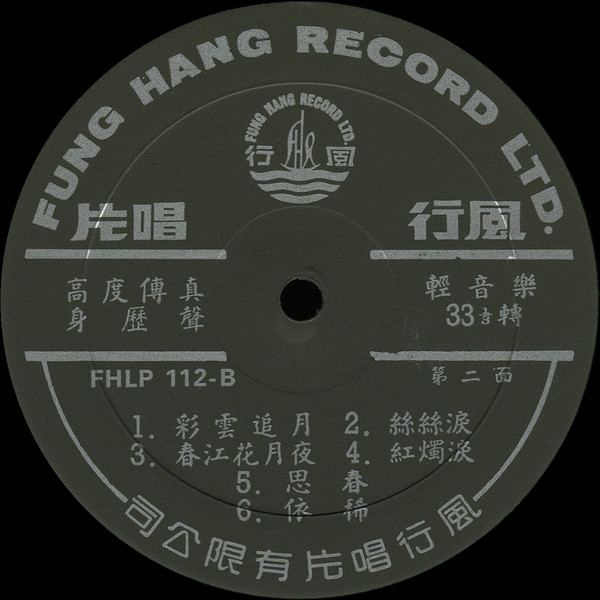 FUNG HANG RECORD LTD.
FUNG HANG RECORD LTD.
風行
FHR
風行唱片
高度傳真
身歷聲
輕音樂
33⅓轉
FHLP 112-B
第二面
1. 彩雲追月 2. 絲絲淚
3. 春江花月夜 4. 紅燭淚
5. 思春
6. 依稀
風行唱片有限公司